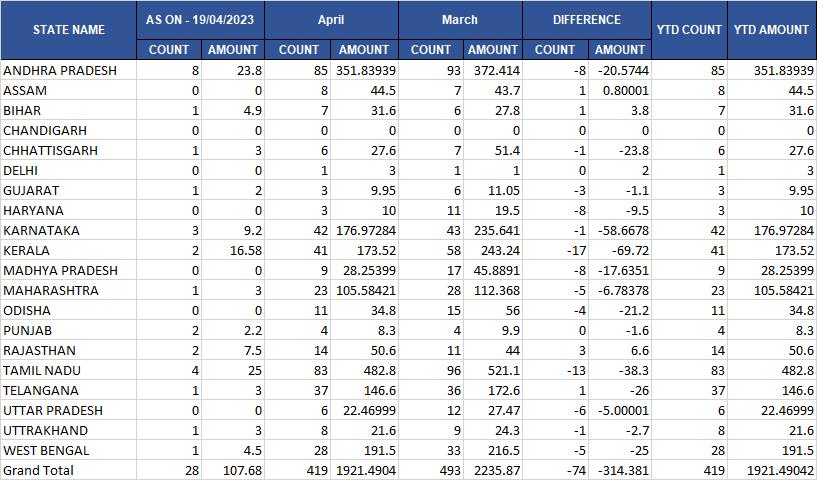 STATE NAME AS ON - 19/04/2023 April March DIFFERENCE YTD COUNT YTD AMOUNT
COUNT AMOUNT COUNT AMOUNT COUNT AMOUNT COUNT AMOUNT
ANDHRA PRADESH 8 23.8 85 351.83939 93 372.414 -8 -20.5744 85 351.83939
ASSAM 0 0 8 44.5 7 43.7 1 0.80001 8 44.5
BIHAR 1 4.9 7 31.6 6 27.8 1 3.8 7 31.6
CHANDIGARH 0 0 0 0 0 0 0 0 0 0
CHHATTISGARH 1 3 6 27.6 7 51.4 -1 -23.8 6 27.6
DELHI 0 0 1 3 1 1 0 2 1 3
GUJARAT 1 2 3 9.95 6 11.05 -3 -1.1 3 9.95
HARYANA 0 0 3 10 11 19.5 -8 -9.5 3 10
KARNATAKA 3 9.2 42 176.97284 43 235.641 -1 -58.6678 42 176.97284
KERALA 2 16.58 41 173.52 58 243.24 -17 -69.72 41 173.52
MADHYA PRADESH 0 0 9 28.25399 17 45.8891 -8 -17.6351 9 28.25399
MAHARASHTRA 1 3 23 105.58421 28 112.368 -5 -6.78378 23 105.58421
ODISHA 0 0 11 34.8 15 56 -4 -21.2 11 34.8
PUNJAB 2 2.2 4 8.3 4 9.9 0 -1.6 4 8.3
RAJASTHAN 2 7.5 14 50.6 11 44 3 6.6 14 50.6
TAMIL NADU 4 25 83 482.8 96 521.1 -13 -38.3 83 482.8
TELANGANA 1 3 37 146.6 36 172.6 1 -26 37 146.6
UTTAR PRADESH 0 0 6 22.46999 12 27.47 -6 -5.00001 6 22.46999
UTTRAKHAND 1 3 8 21.6 9 24.3 -1 -2.7 8 21.6
WEST BENGAL 1 4.5 28 191.5 33 216.5 -5 -25 28 191.5
Grand Total 28 107.68 419 1921.4904 493 2235.87 -74 -314.381 419 1921.49042